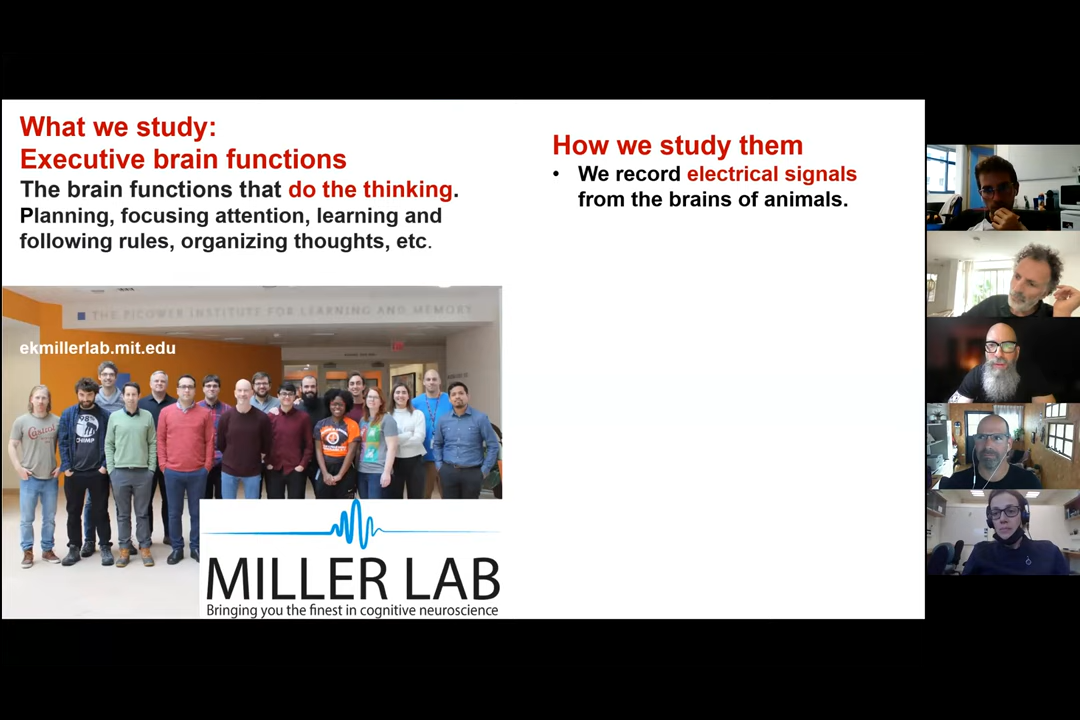 What we study:
Executive brain functions
The brain functions that do the thinking.
Planning, focusing attention, learning and
following rules, organizing thoughts, etc.
THE PICOWER INSTITUTE FOR LEARNING AND MEMORY
ekmillerlab.mit.edu
CHIMP
MILLER LAB
Bringing you the finest in cognitive neuroscience
How we study them
• We record electrical signals
from the brains of animals.